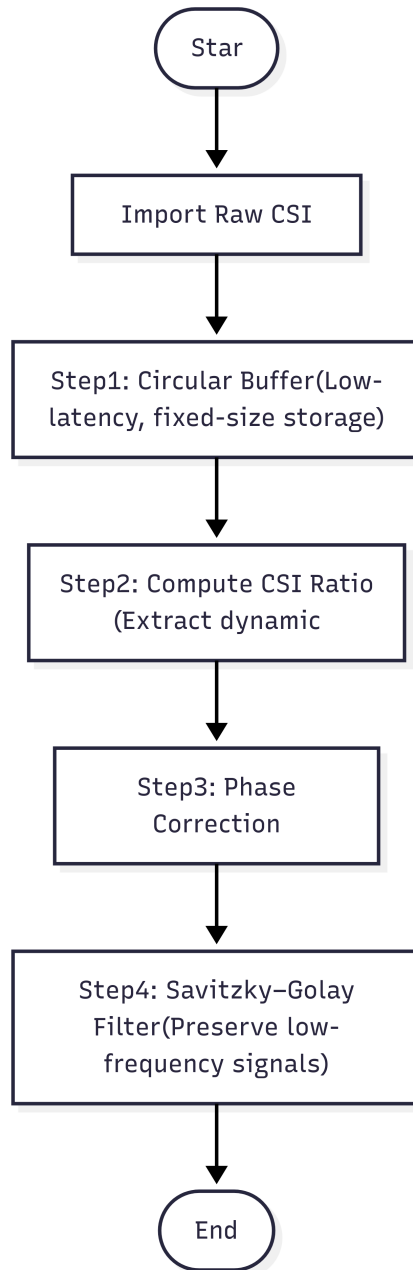 Star
Import Raw CSI
Step1: Circular Buffer(Low-
latency, fixed-size storage)
Step2: Compute CSI Ratio
(Extract dynamic
Step3: Phase
Correction
Step4: Savitzky–Golay
Filter(Preserve low-
frequency signals)
End